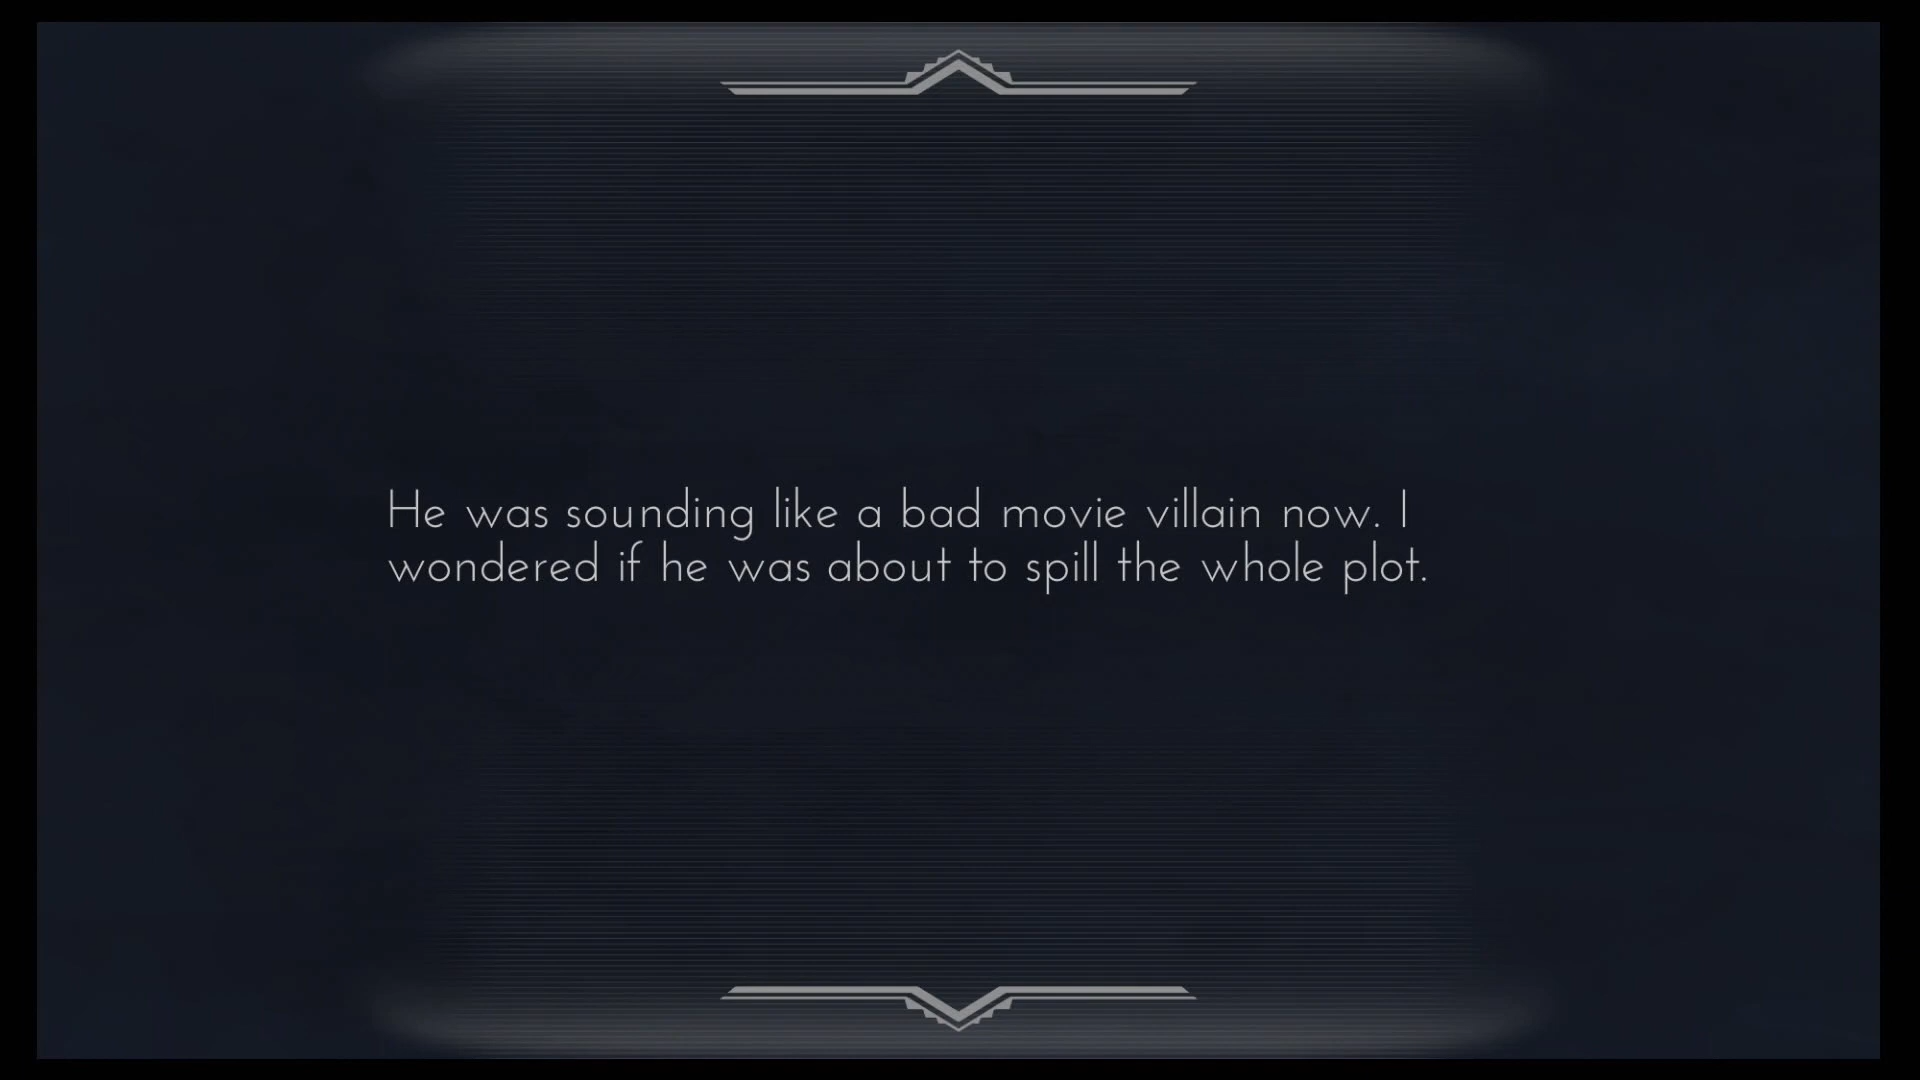 He was sounding like a bad movie villain now. I
wondered if he was about to spill the whole plot.